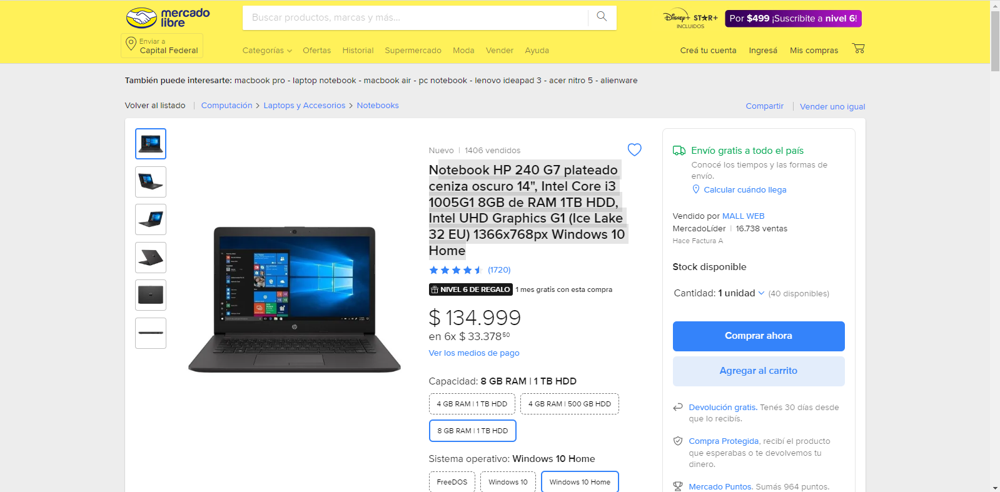 mercado
libre
Buscar productos, marcas y más...
Disney+ STAR+
INCLUIDOS
Por $499 ¡Suscribite a nivel 6!
Enviar a
Capital Federal
Categorías
Ofertas
Historial
Supermercado
Moda
Vender
Ayuda
Creá tu cuenta
Ingresá
Mis compras
También puede interesarte: macbook pro - laptop notebook - macbook air - pc notebook - lenovo ideapad 3 - acer nitro 5 - alienware
Volver al listado | Computación > Laptops y Accesorios > Notebooks
Compartir | Vender uno igual
Nuevo | 1406 vendidos
Notebook HP 240 G7 plateado
ceniza oscuro 14", Intel Core i3
1005G1 8GB de RAM 1TB HDD,
Intel UHD Graphics G1 (Ice Lake
32 EU) 1366x768px Windows 10
Home
(1720)
NIVEL 6 DE REGALO 1 mes gratis con esta compra
$ 134.999
en 6x $ 33.378 50
Ver los medios de pago
Capacidad: 8 GB RAM | 1 TB HDD
4 GB RAM | 1 TB HDD
4 GB RAM | 500 GB HDD
8 GB RAM | 1 TB HDD
Sistema operativo: Windows 10 Home
FreeDOS
Windows 10
Windows 10 Home
Envío gratis a todo el país
Conocé los tiempos y las formas de
envío.
Calcular cuándo llega
Vendido por MALL WEB
MercadoLíder | 16.738 ventas
Hace Factura A
Stock disponible
Cantidad: 1 unidad (40 disponibles)
Comprar ahora
Agregar al carrito
Devolución gratis. Tenés 30 días desde
que lo recibís.
Compra Protegida, recibí el producto
que esperabas o te devolvemos tu
dinero.
Mercado Puntos. Sumás 964 puntos.